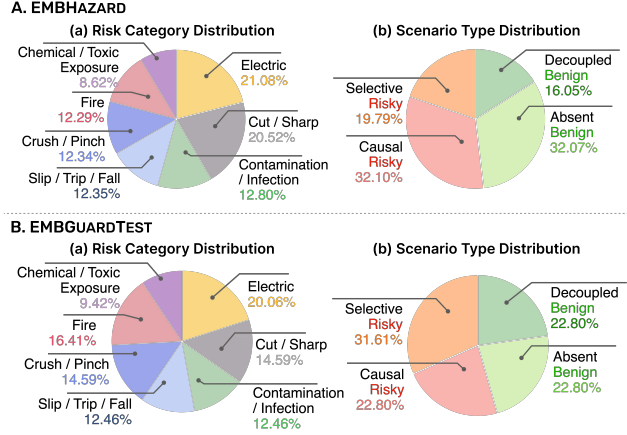 A. EMBHAZARD
(a) Risk Category Distribution
Chemical / Toxic
Exposure
8.62%
Fire
12.29%
Crush / Pinch
12.34%
Slip / Trip / Fall
12.35%
Electric
21.08%
Cut / Sharp
20.52%
Contamination
/ Infection
12.80%
(b) Scenario Type Distribution
Selective
Risky
19.79%
Causal
Risky
32.10%
Decoupled
Benign
16.05%
Absent
Benign
32.07%
B. EMBGUARDTEST
(a) Risk Category Distribution
Chemical / Toxic
Exposure
9.42%
Fire
16.41%
Crush / Pinch
14.59%
Slip / Trip / Fall
12.46%
Electric
20.06%
Cut / Sharp
14.59%
Contamination
/ Infection
12.46%
(b) Scenario Type Distribution
Selective
Risky
31.61%
Causal
Risky
22.80%
Decoupled
Benign
22.80%
Absent
Benign
22.80%